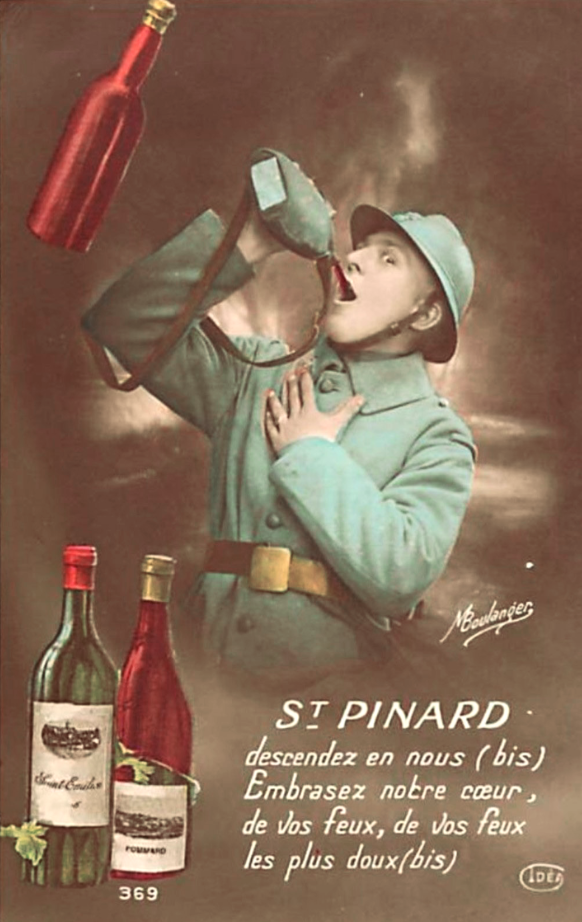 MBoulanger
ST PINARD
descendez en nous (bis)
Embrasez notre cœur,
de vos feux, de vos feux
les plus doux (bis)
Saint-Emilion
POMMARD
369
IDEA